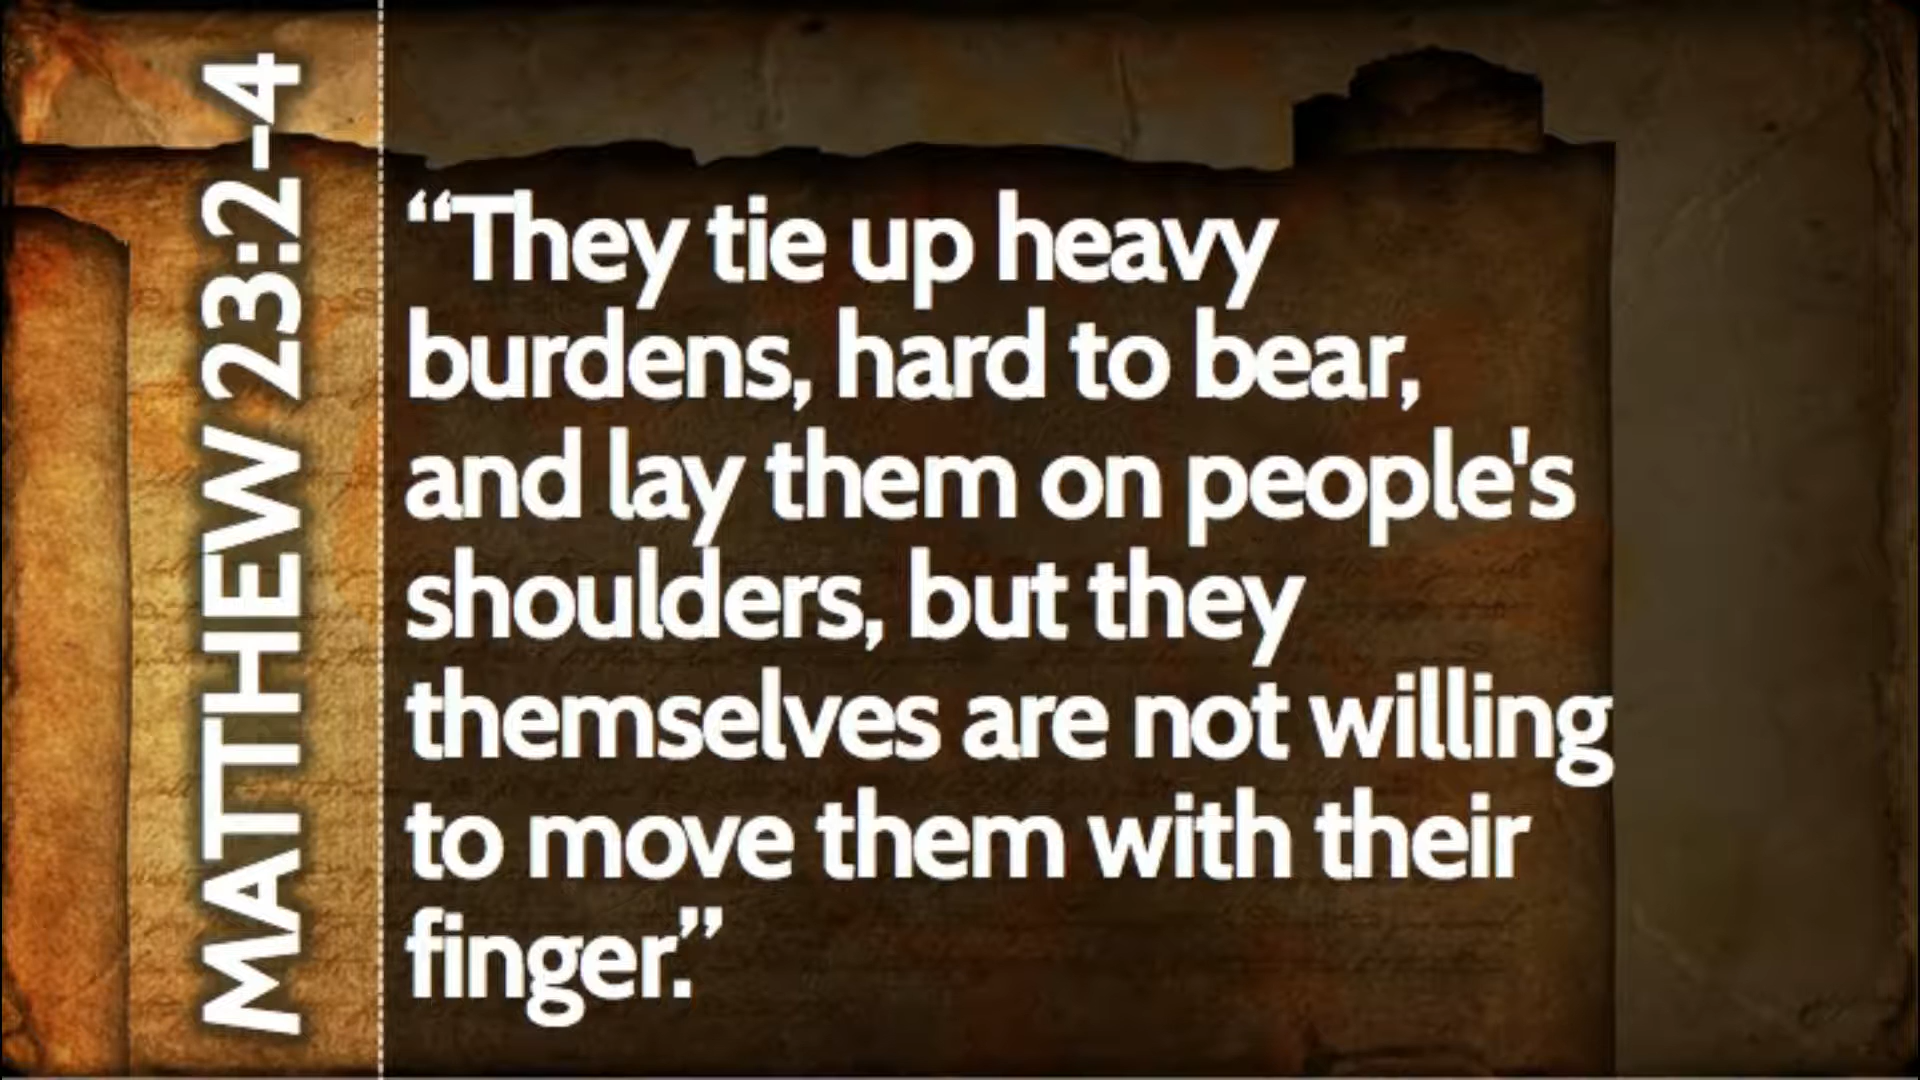 MATTHEW 23:2-4
“They tie up heavy
burdens, hard to bear,
and lay them on people's
shoulders, but they
themselves are not willing
to move them with their
finger.”